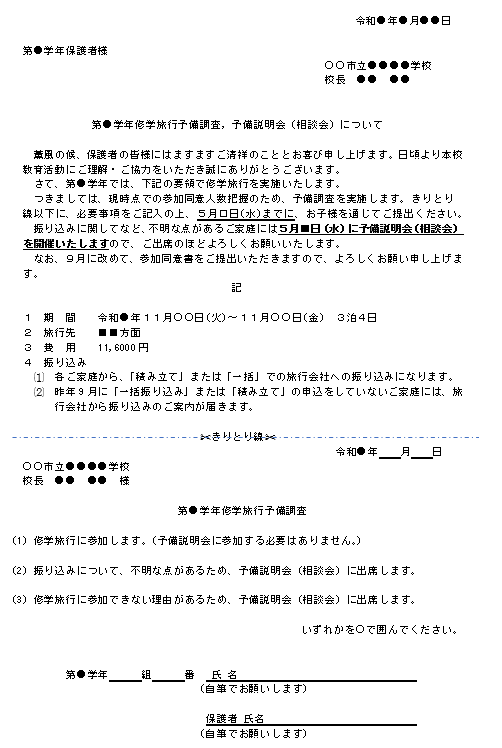 令和●年●月●●日
第●学年保護者様
〇〇市立●●●●学校
校長　●●　●●
第●学年修学旅行予備調査，予備説明会（相談会）について
薫風の候、保護者の皆様にはますますご清祥のこととお喜び申し上げます。日頃より本校
教育活動にご理解・ご協力をいただき誠にありがとうございます。
さて、第●学年では、下記の要領で修学旅行を実施いたします。
つきましては、現時点での参加同意人数把握のため、予備調査を実施します。きりとり
線以下に、必要事項をご記入の上、５月口日(水)までに、お子様を通じてご提出ください。
振り込みに関してなど、不明な点があるご家庭には５月■日（水）に予備説明会(相談会）
を開催いたしますので、ご出席のほどよろしくお願いいたします。
なお、９月に改めて、参加同意書をご提出いただきますので、よろしくお願い申し上げま
す。
記
１　期　間　　令和●年１１月〇〇日(火)～１１月〇〇日(金)　３泊４日
２　旅行先　　■■方面
３　費　用　　11,6000円
４　振り込み
⑴　各ご家庭から、「積み立て」または「一括」での旅行会社への振り込みになります。
⑵　昨年９月に「一括振り込み」または「積み立て」の申込をしていないご家庭には、旅
行会社から振り込みのご案内が届きます。
✂きりとり線✂
令和●年＿＿月＿＿日
〇〇市立●●●●学校
校長　●●　●●　様
第●学年修学旅行予備調査
(1) 修学旅行に参加します。(予備説明会に参加する必要はありません。)
(2) 振り込みについて、不明な点があるため、予備説明会（相談会）に出席します。
(3) 修学旅行に参加できない理由があるため、予備説明会（相談会）に出席します。
いずれかを〇で囲んでください。
第●学年＿＿＿組＿＿＿番　氏 名
(自筆でお願いします)
保護者 氏名
(自筆でお願いします)